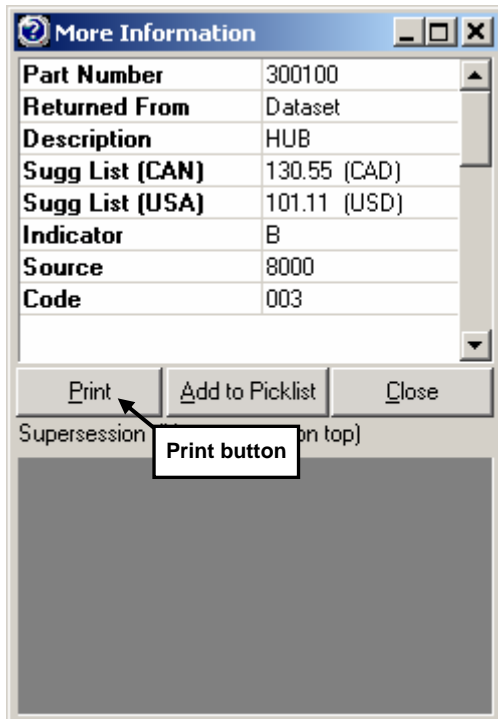 More Information
Part Number 300100
Returned From Dataset
Description HUB
Sugg List (CAN) 130.55 (CAD)
Sugg List (USA) 101.11 (USD)
Indicator B
Source 8000
Code 003
Print Add to Picklist Close
Supersession on top)
Print button